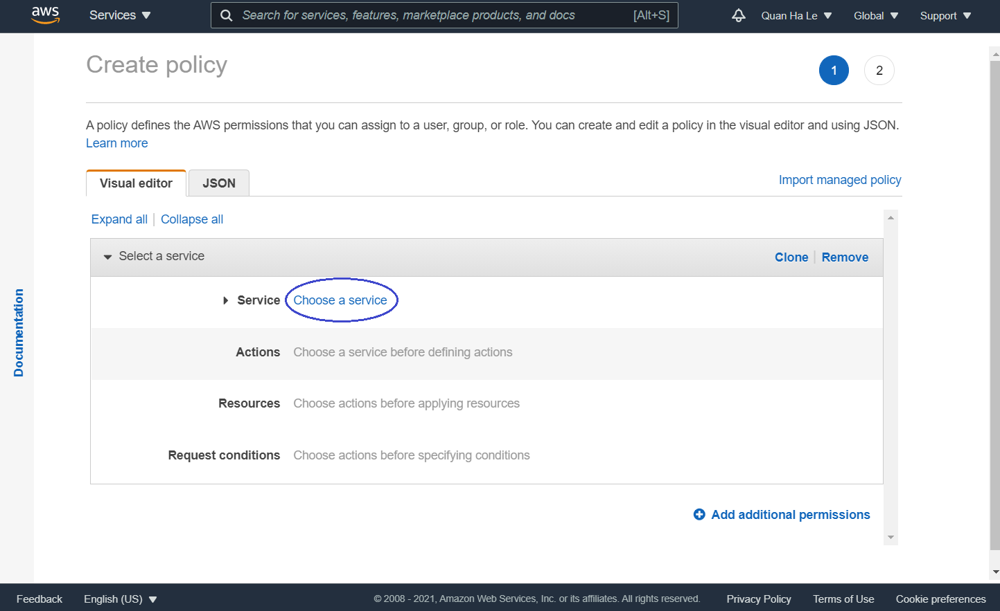 aws Services Search for services, features, marketplace products, and docs [Alt+S] Quan Ha Le Global Support
Create policy 1 2
A policy defines the AWS permissions that you can assign to a user, group, or role. You can create and edit a policy in the visual editor and using JSON.
Learn more
Visual editor JSON Import managed policy
Expand all Collapse all
Select a service Clone Remove
Service Choose a service
Actions Choose a service before defining actions
Resources Choose actions before applying resources
Request conditions Choose actions before specifying conditions
Add additional permissions
Documentation
Feedback English (US) © 2008 - 2021, Amazon Web Services, Inc. or its affiliates. All rights reserved. Privacy Policy Terms of Use Cookie preferences